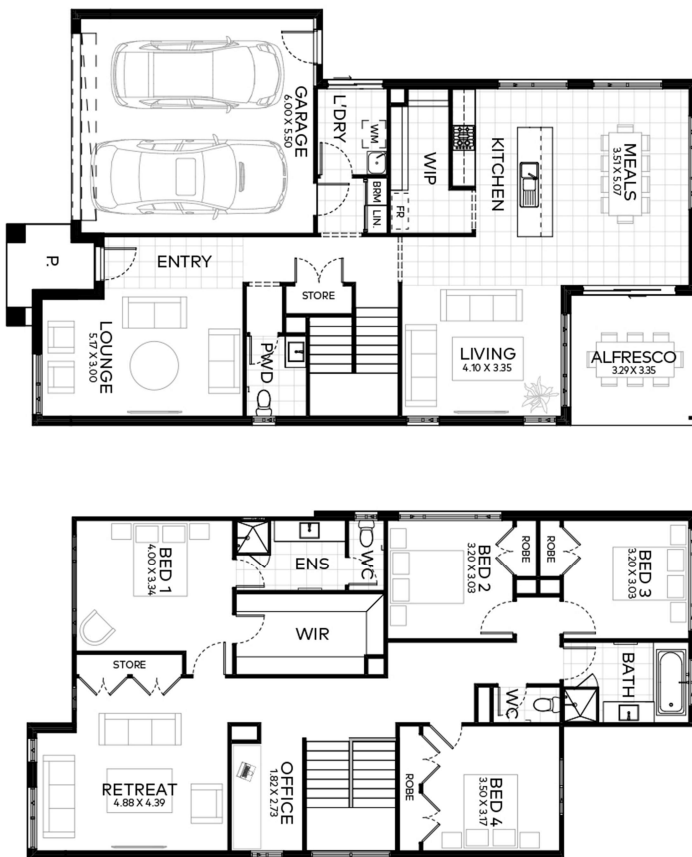 GARAGE
6.00 X 5.50
L'DRY
WM
BRM
LIN.
WIP
FR
KITCHEN
MEALS
3.51 X 5.07
P.
ENTRY
STORE
LOUNGE
5.17 X 3.00
PWD
LIVING
4.10 X 3.35
ALFRESCO
3.29 X 3.35
BED 1
4.00 X 3.34
ENS
WC
BED 2
3.20 X 3.03
ROBE
ROBE
BED 3
3.20 X 3.03
WIR
STORE
BATH
WC
RETREAT
4.88 X 4.39
OFFICE
1.82 X 2.73
ROBE
BED 4
3.50 X 3.17